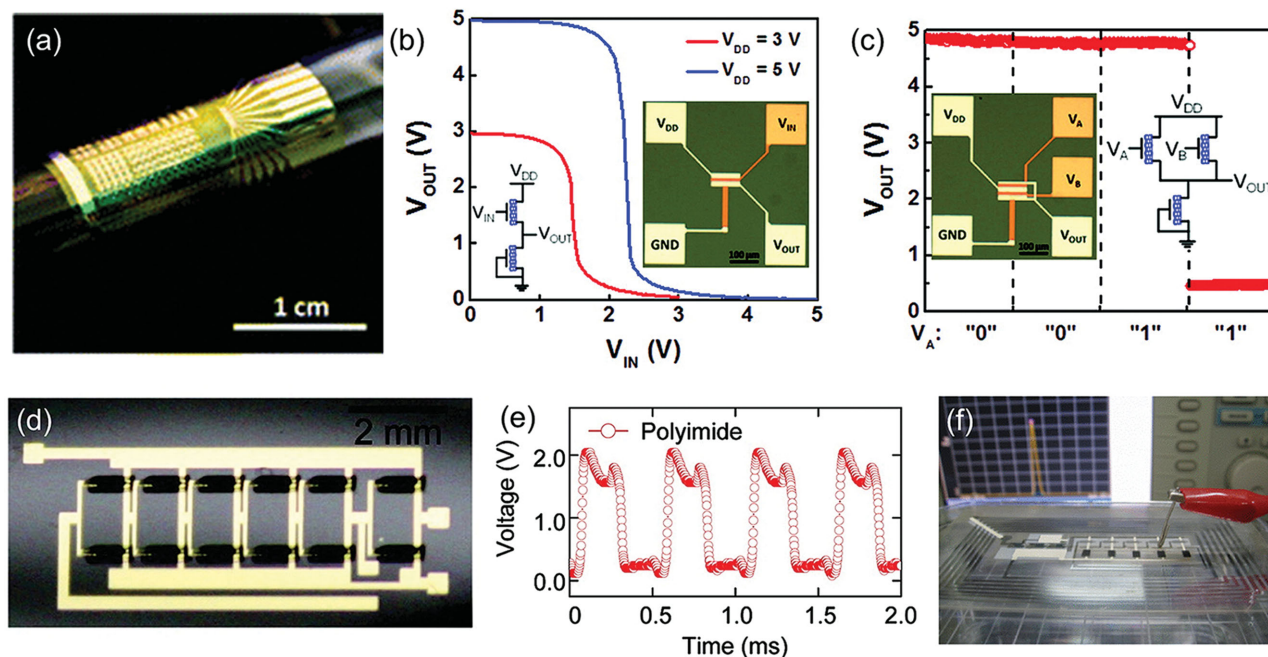 (a)
1 cm
(b)
V_OUT (V)
5
4
3
2
1
0
0 1 2 3 4 5
V_IN (V)
V_DD = 3 V
V_DD = 5 V
V_DD
V_IN
V_OUT
V_DD V_IN
GND V_OUT
100 μm
(c)
V_OUT (V)
5
4
3
2
1
0
V_DD V_A
V_B
GND V_OUT
100 μm
V_DD
V_A V_B
V_OUT
V_A: "0" "0" "1" "1"
(d)
2 mm
(e)
Polyimide
Voltage (V)
2.0
1.0
0.0
0 0.5 1.0 1.5 2.0
Time (ms)
(f)